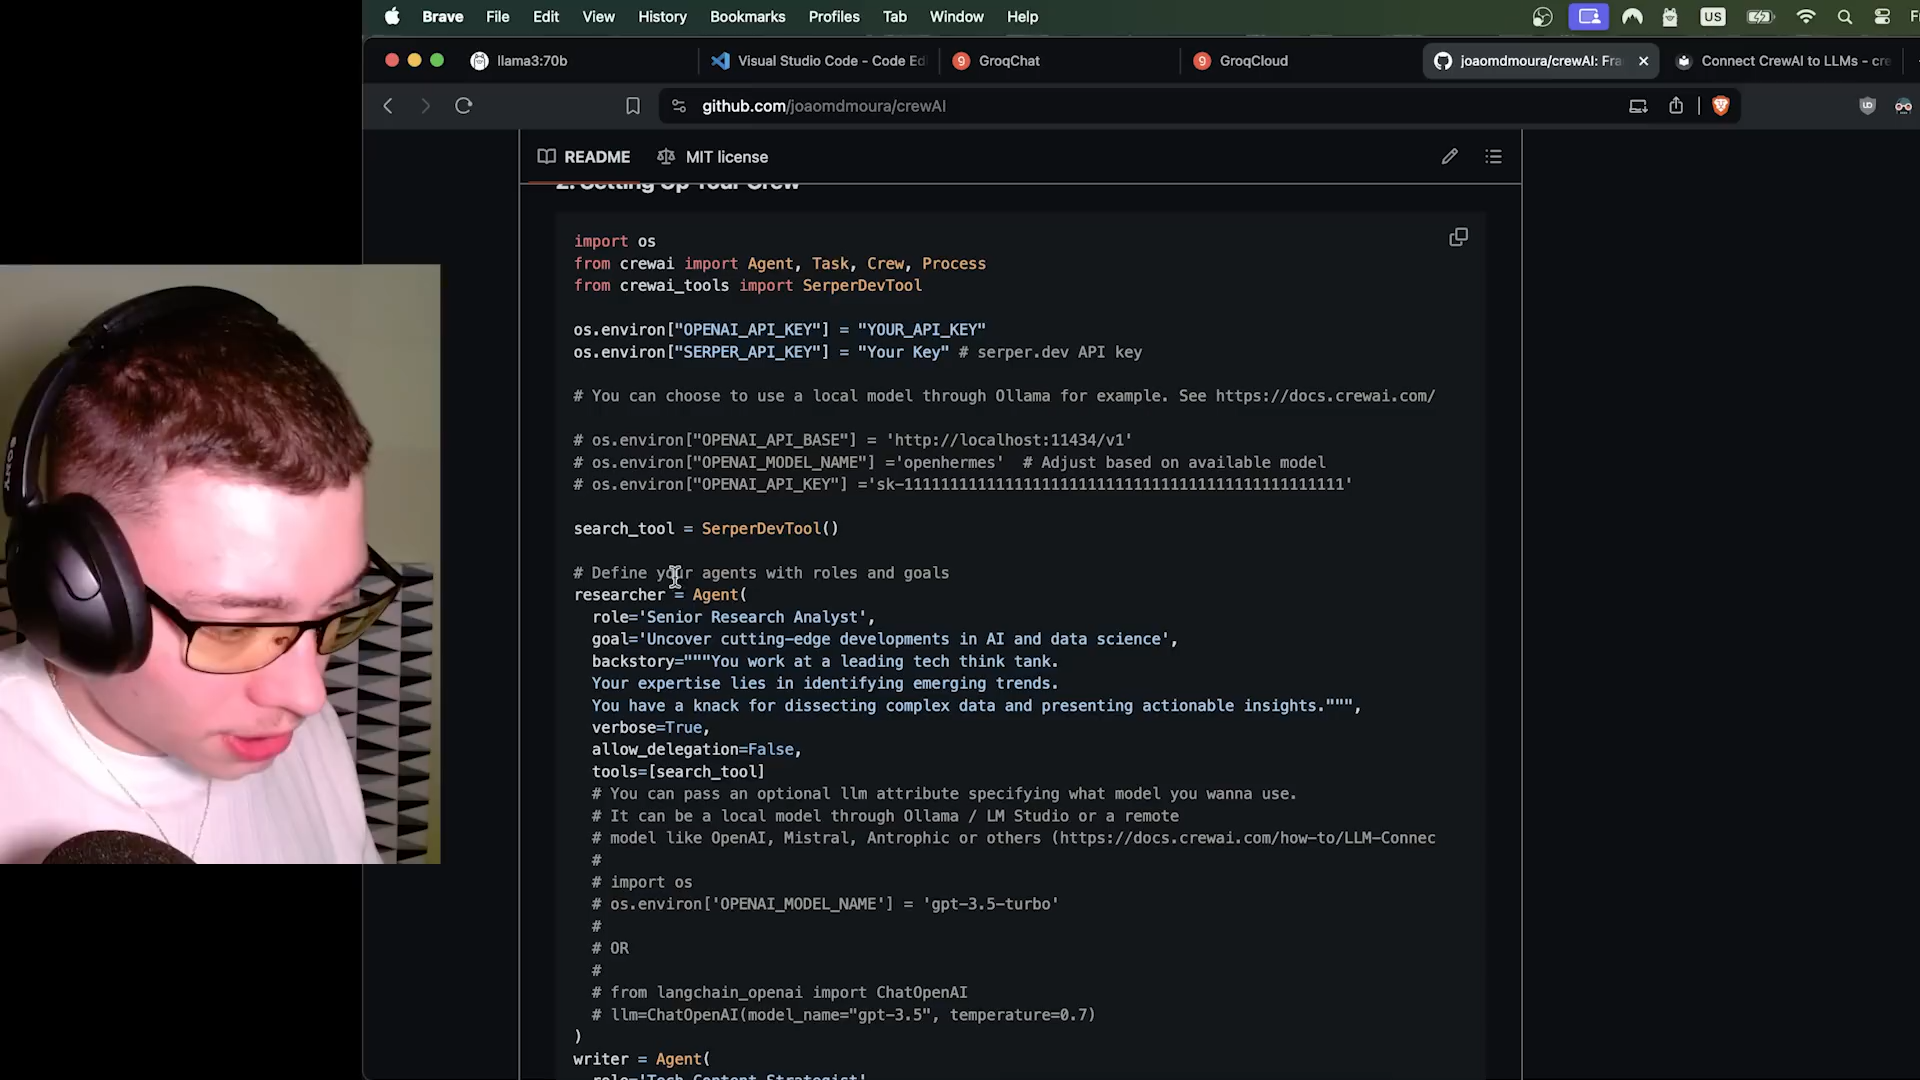 Brave File Edit View History Bookmarks Profiles Tab Window Help US
llama3:70b Visual Studio Code - Code Ed GroqChat GroqCloud joaomdmoura/crewAI: Fra Connect CrewAI to LLMs - cre
github.com/joaomdmoura/crewAI
README MIT license
2. Setting Up Your Crew
import os
from crewai import Agent, Task, Crew, Process
from crewai_tools import SerperDevTool
os.environ["OPENAI_API_KEY"] = "YOUR_API_KEY"
os.environ["SERPER_API_KEY"] = "Your Key" # serper.dev API key
# You can choose to use a local model through Ollama for example. See https://docs.crewai.com/
# os.environ["OPENAI_API_BASE"] = 'http://localhost:11434/v1'
# os.environ["OPENAI_MODEL_NAME"] ='openhermes'  # Adjust based on available model
# os.environ["OPENAI_API_KEY"] ='sk-111111111111111111111111111111111111111111111111'
search_tool = SerperDevTool()
# Define your agents with roles and goals
researcher = Agent(
role='Senior Research Analyst',
goal='Uncover cutting-edge developments in AI and data science',
backstory="""You work at a leading tech think tank.
Your expertise lies in identifying emerging trends.
You have a knack for dissecting complex data and presenting actionable insights.""",
verbose=True,
allow_delegation=False,
tools=[search_tool]
# You can pass an optional llm attribute specifying what model you wanna use.
# It can be a local model through Ollama / LM Studio or a remote
# model like OpenAI, Mistral, Antrophic or others (https://docs.crewai.com/how-to/LLM-Connec
#
# import os
# os.environ['OPENAI_MODEL_NAME'] = 'gpt-3.5-turbo'
#
# OR
#
# from langchain_openai import ChatOpenAI
# llm=ChatOpenAI(model_name="gpt-3.5", temperature=0.7)
)
writer = Agent(
role='Tech Content Strategist'
SONY